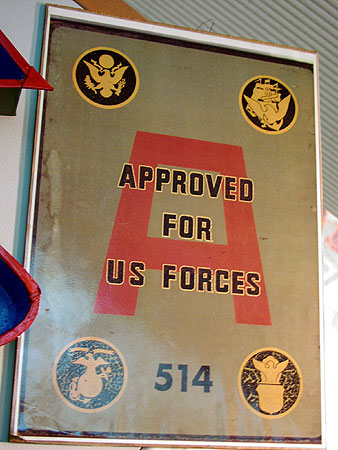 A
APPROVED
FOR
US FORCES
514